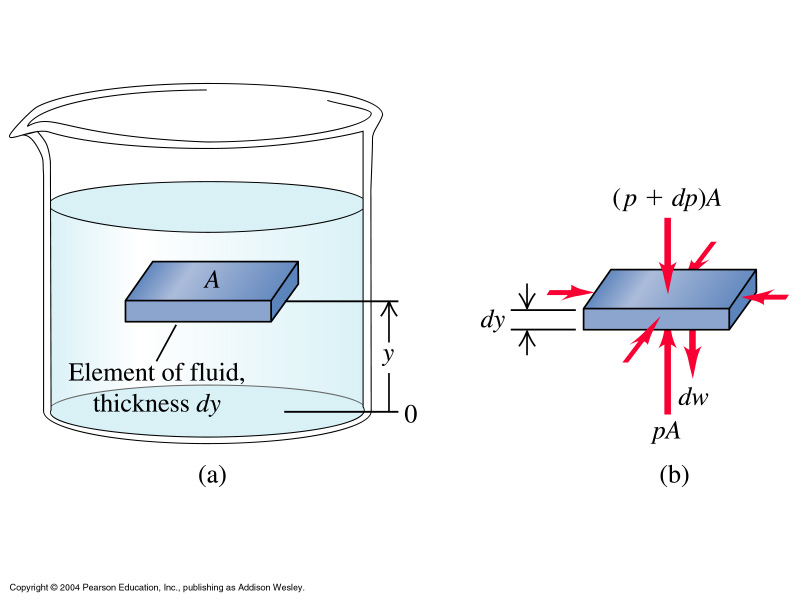 A
y
Element of fluid,
thickness dy
0
(a)
(p + dp)A
dy
dw
pA
(b)
Copyright © 2004 Pearson Education, Inc., publishing as Addison Wesley.